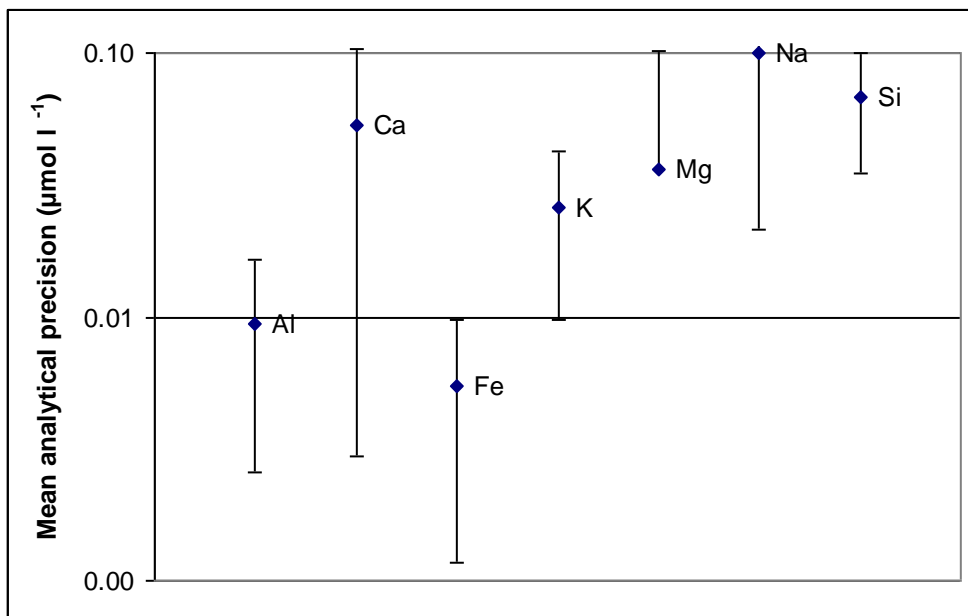 Mean analytical precision (µmol l -1)
0.10
0.01
0.00
Al
Ca
Fe
K
Mg
Na
Si